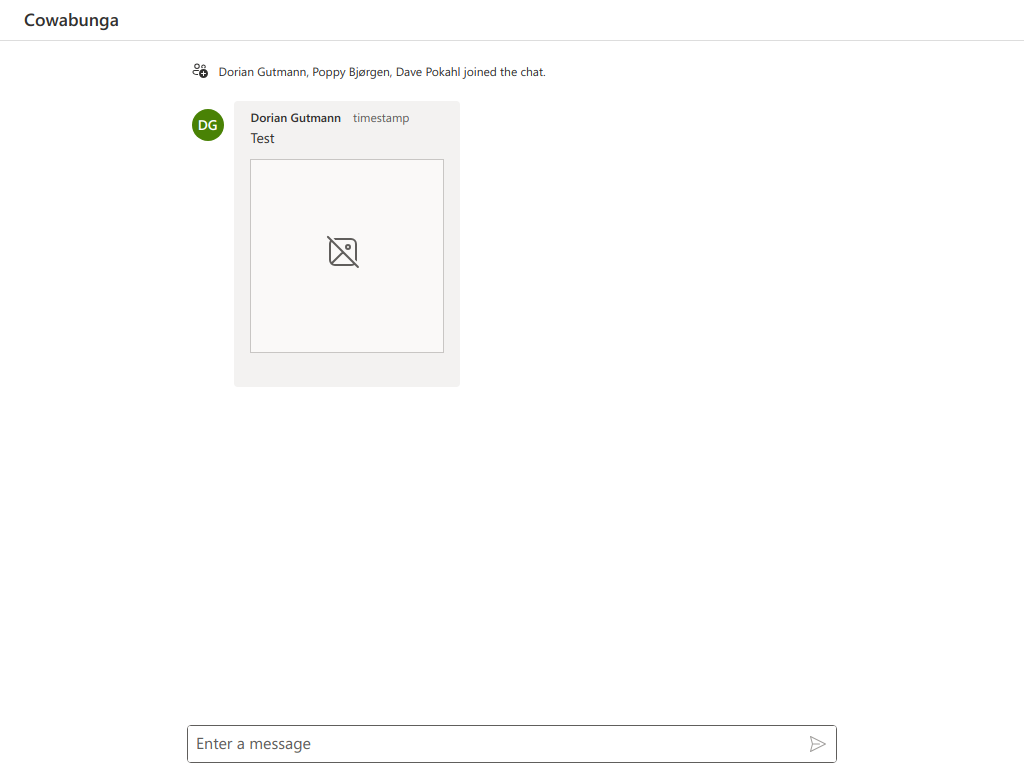 Cowabunga
Dorian Gutmann, Poppy Bjørgen, Dave Pokahl joined the chat.
DG
Dorian Gutmann timestamp
Test
Enter a message